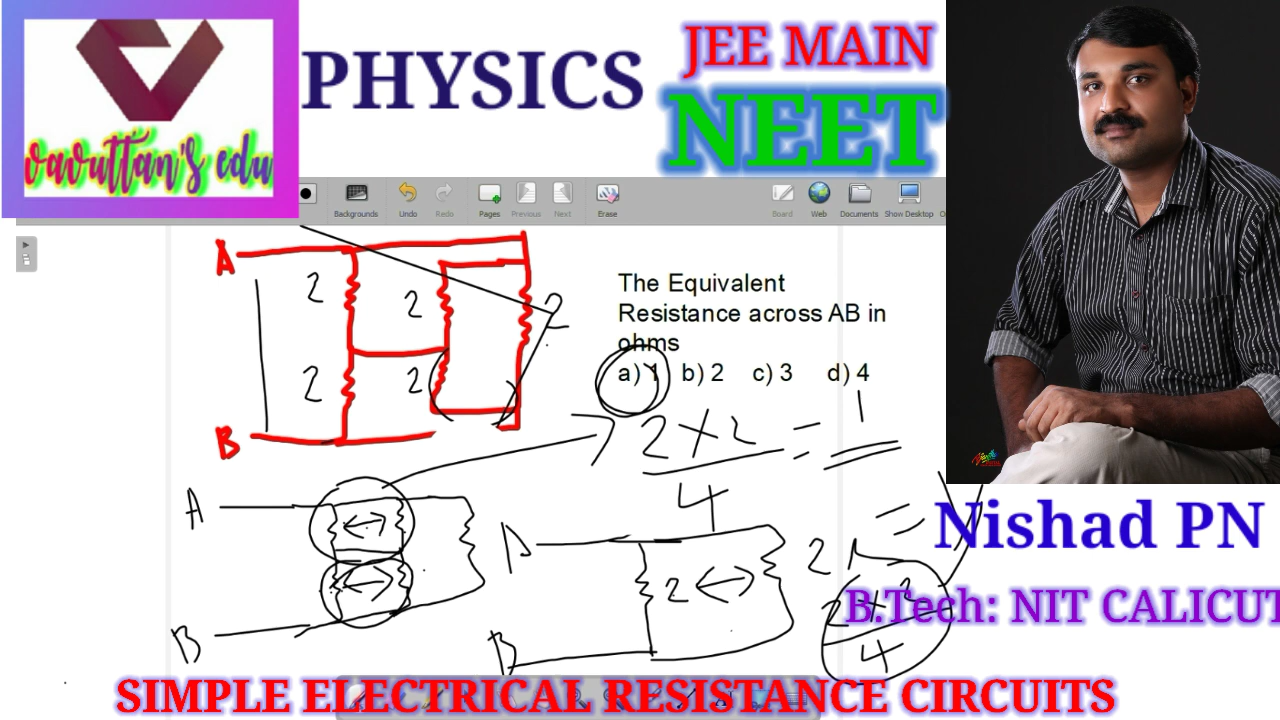 PHYSICS
JEE MAIN
NEET
vavuttan's edu
Backgrounds
Undo
Redo
Pages
Previous
Next
Erase
Board
Web
Documents
Show Desktop
A
2
2
2
2
2
B
The Equivalent
Resistance across AB in
ohms
a) 1 b) 2 c) 3 d) 4
2 × 2 = 1
4
A
B
A
2
2
B
=
2 × 2
4
Nishad PN
B.Tech: NIT CALICUT
SIMPLE ELECTRICAL RESISTANCE CIRCUITS